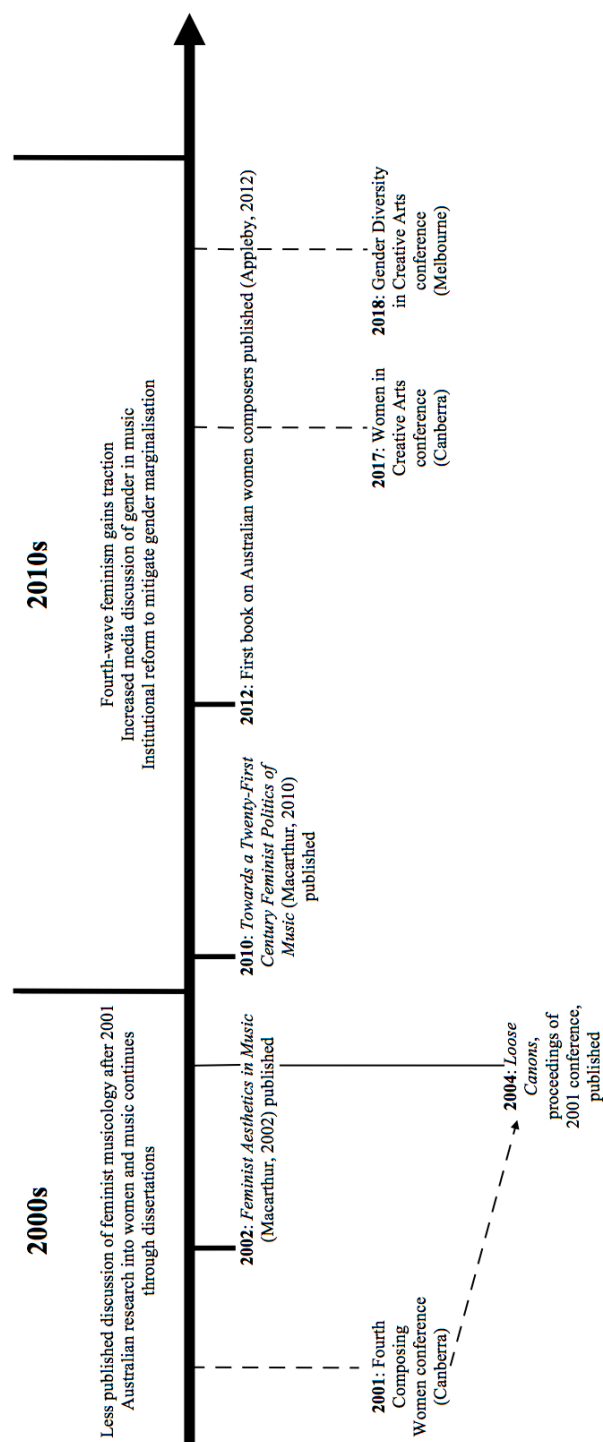 2000s
Less published discussion of feminist musicology after 2001
Australian research into women and music continues
through dissertations
2001: Fourth
Composing
Women conference
(Canberra)
2002: Feminist Aesthetics in Music
(Macarthur, 2002) published
2004: Loose
Canons,
proceedings of
2001 conference,
published
2010s
Fourth-wave feminism gains traction
Increased media discussion of gender in music
Institutional reform to mitigate gender marginalisation
2010: Towards a Twenty-First
Century Feminist Politics of
Music (Macarthur, 2010)
published
2012: First book on Australian women composers published (Appleby, 2012)
2017: Women in
Creative Arts
conference
(Canberra)
2018: Gender Diversity
in Creative Arts
conference
(Melbourne)